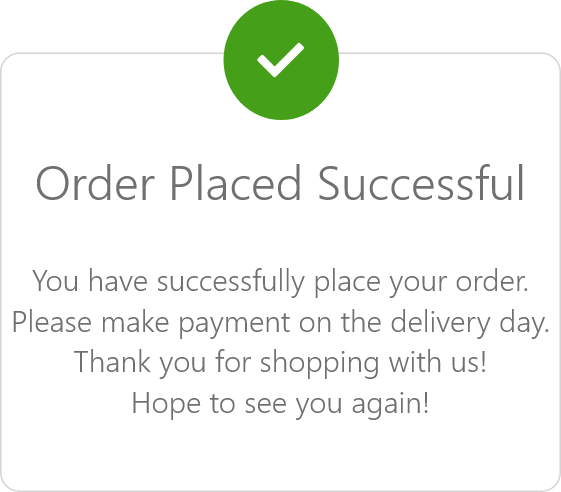 Order Placed Successful
You have successfully place your order.
Please make payment on the delivery day.
Thank you for shopping with us!
Hope to see you again!